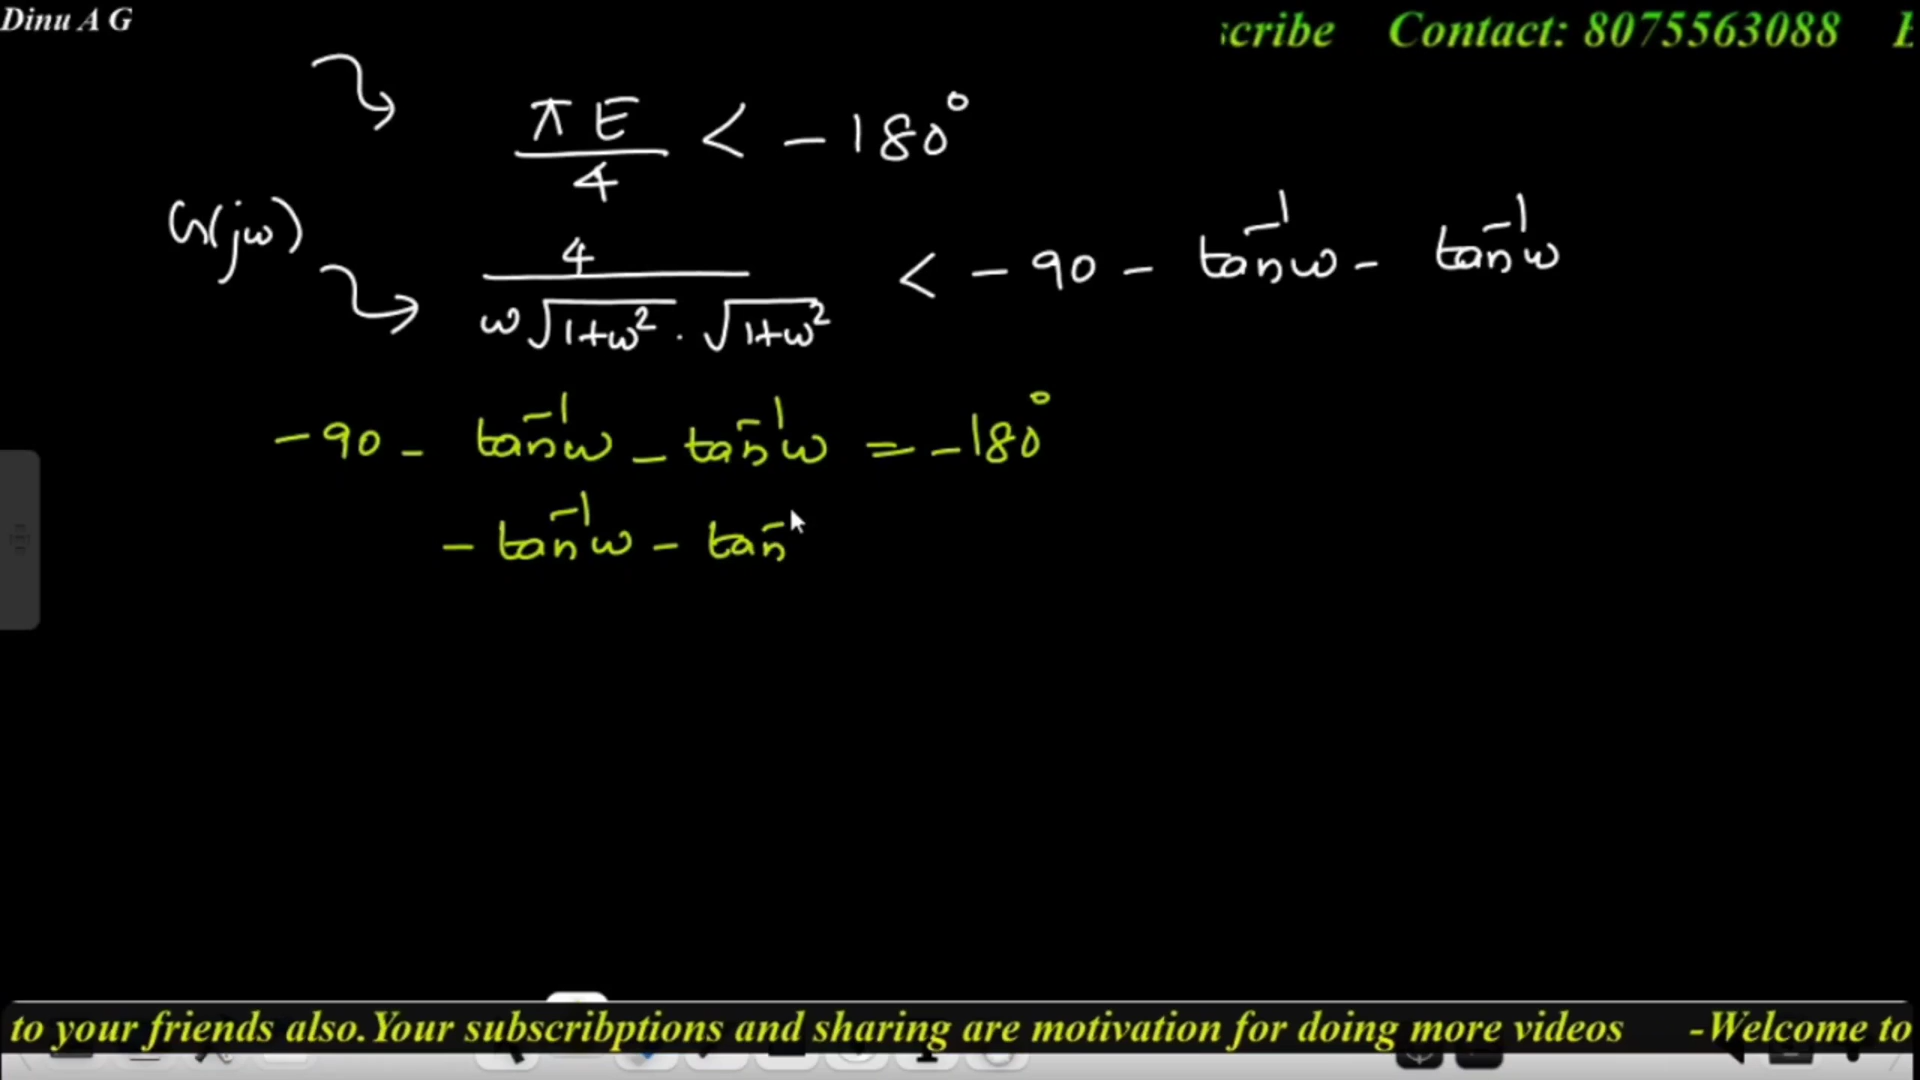 Dinu A G
cribe Contact: 8075563088
πE/4 < -180°
G(jω)
4/(ω√(1+ω²) . √(1+ω²)) < -90 - tan⁻¹ω - tan⁻¹ω
-90 - tan⁻¹ω - tan⁻¹ω = -180°
- tan⁻¹ω - tan⁻
to your friends also.Your subscribptions and sharing are motivation for doing more videos -Welcome to